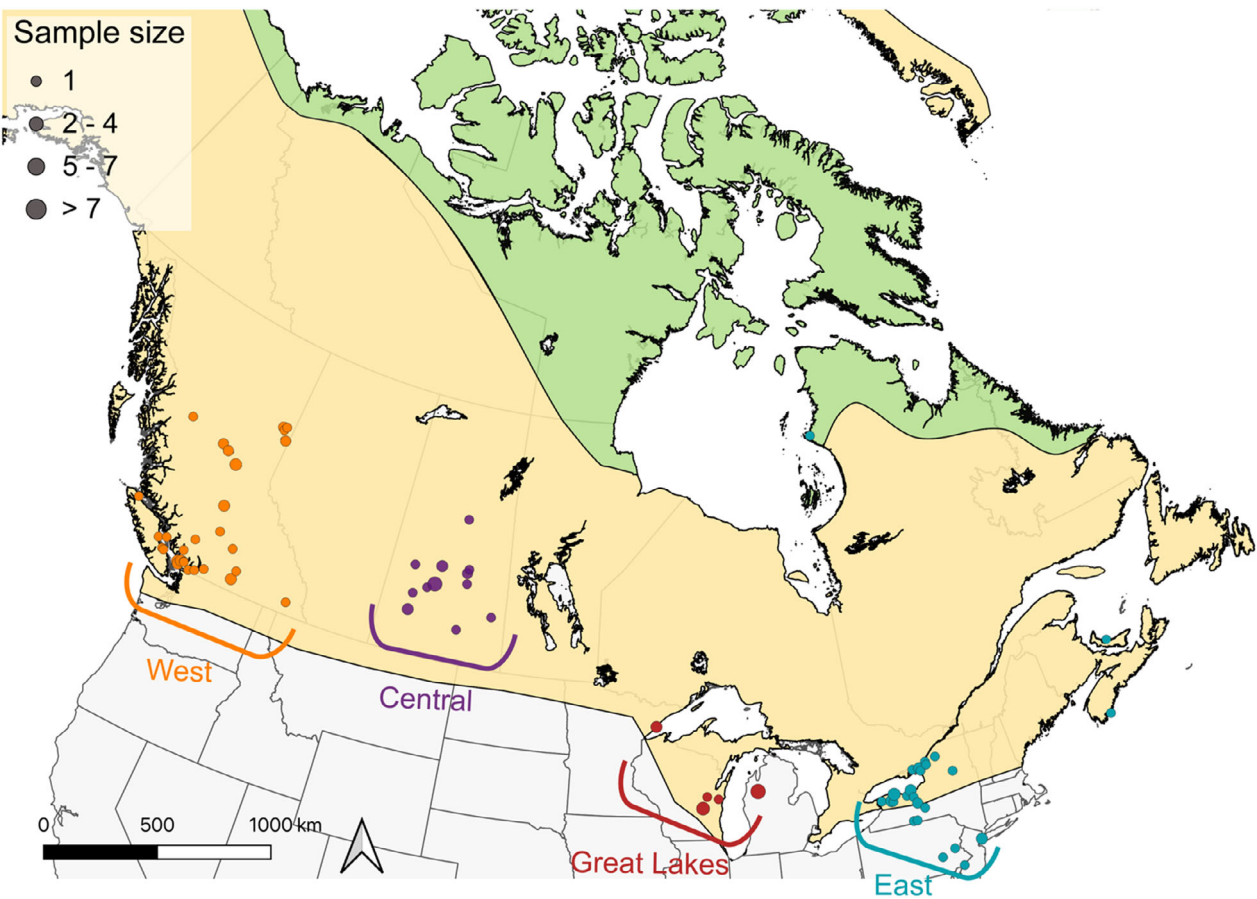 Sample size
1
2 - 4
5 - 7
> 7
West
Central
0 500 1000 km
Great Lakes
East